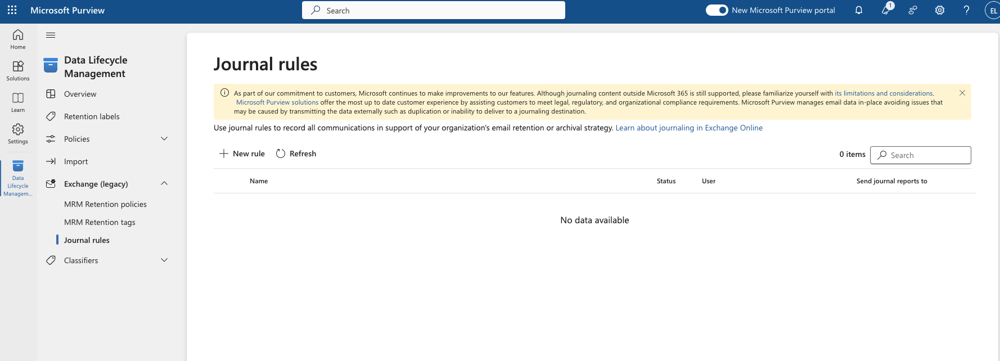 Microsoft Purview
Search
New Microsoft Purview portal
1
?
EL
Home
Solutions
Learn
Settings
Data
Lifecycle
Managem...
Data Lifecycle
Management
Overview
Retention labels
Policies
Import
Exchange (legacy)
MRM Retention policies
MRM Retention tags
Journal rules
Classifiers
Journal rules
As part of our commitment to customers, Microsoft continues to make improvements to our features. Although journaling content outside Microsoft 365 is still supported, please familiarize yourself with its limitations and considerations.
Microsoft Purview solutions offer the most up to date customer experience by assisting customers to meet legal, regulatory, and organizational compliance requirements. Microsoft Purview manages email data in-place avoiding issues that
may be caused by transmitting the data externally such as duplication or inability to deliver to a journaling destination.
Use journal rules to record all communications in support of your organization's email retention or archival strategy. Learn about journaling in Exchange Online
New rule
Refresh
0 items
Search
Name
Status
User
Send journal reports to
No data available